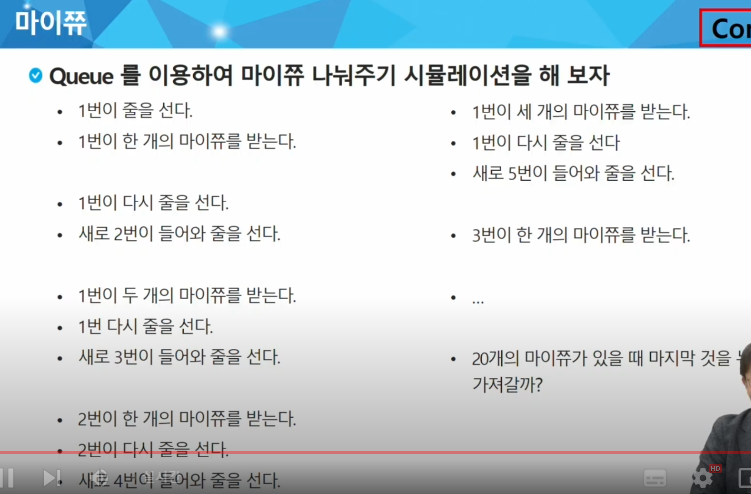 마이쮸
Queue 를 이용하여 마이쮸 나눠주기 시뮬레이션을 해 보자
• 1번이 줄을 선다.
• 1번이 한 개의 마이쮸를 받는다.
• 1번이 다시 줄을 선다.
• 새로 2번이 들어와 줄을 선다.
• 1번이 두 개의 마이쮸를 받는다.
• 1번 다시 줄을 선다.
• 새로 3번이 들어와 줄을 선다.
• 2번이 한 개의 마이쮸를 받는다.
• 2번이 다시 줄을 선다.
• 새로 4번이 들어와 줄을 선다.
• 1번이 세 개의 마이쮸를 받는다.
• 1번이 다시 줄을 선다
• 새로 5번이 들어와 줄을 선다.
• 3번이 한 개의 마이쮸를 받는다.
• ...
• 20개의 마이쮸가 있을 때 마지막 것을
가져갈까?
HD